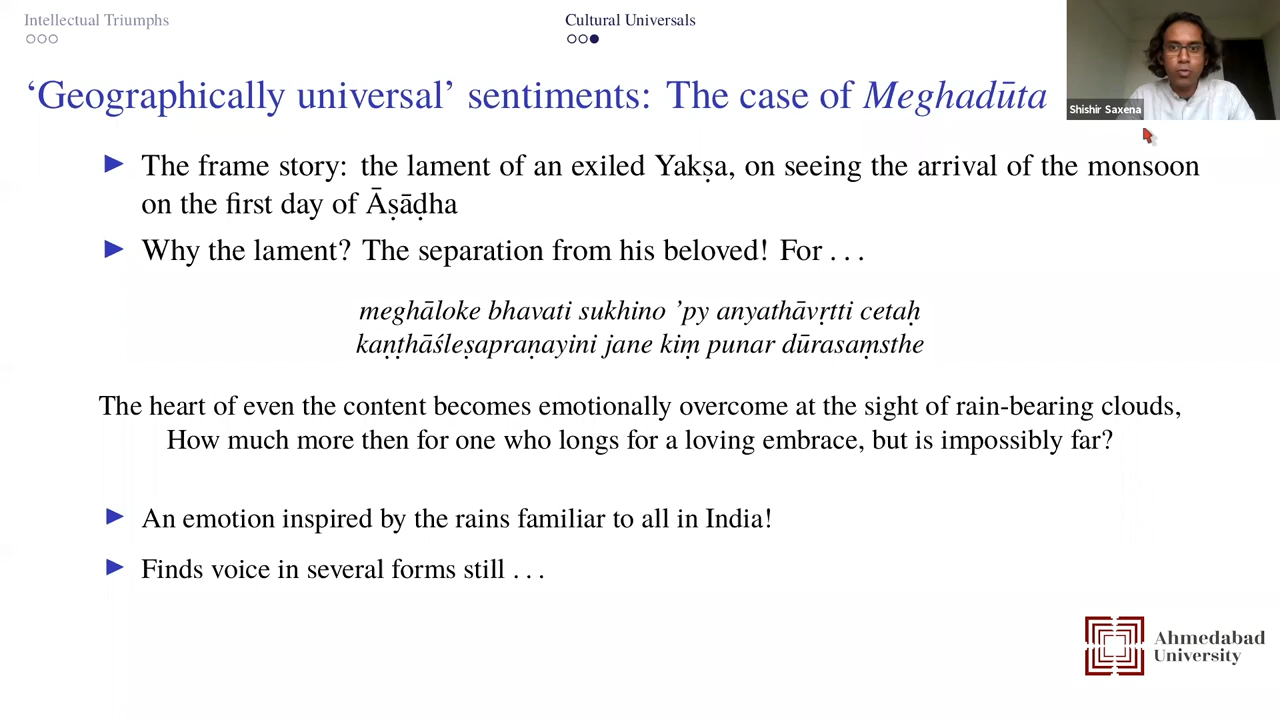 Intellectual Triumphs
Cultural Universals
‘Geographically universal’ sentiments: The case of Meghadūta
Shishir Saxena
The frame story: the lament of an exiled Yakṣa, on seeing the arrival of the monsoon
on the first day of Āṣāḍha
Why the lament? The separation from his beloved! For . . .
meghāloke bhavati sukhino ’py anyathāvṛtti cetaḥ
kaṇṭhāśleṣapraṇayini jane kiṃ punar dūrasaṃsthe
The heart of even the content becomes emotionally overcome at the sight of rain-bearing clouds,
How much more then for one who longs for a loving embrace, but is impossibly far?
An emotion inspired by the rains familiar to all in India!
Finds voice in several forms still . . .
Ahmedabad
University